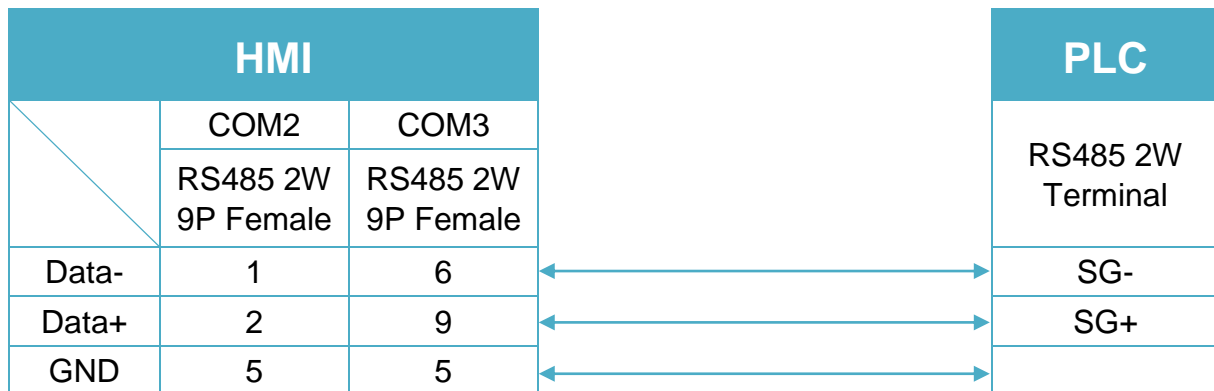 HMI PLC
COM2 COM3
RS485 2W RS485 2W RS485 2W
9P Female 9P Female Terminal
Data- 1 6 SG-
Data+ 2 9 SG+
GND 5 5